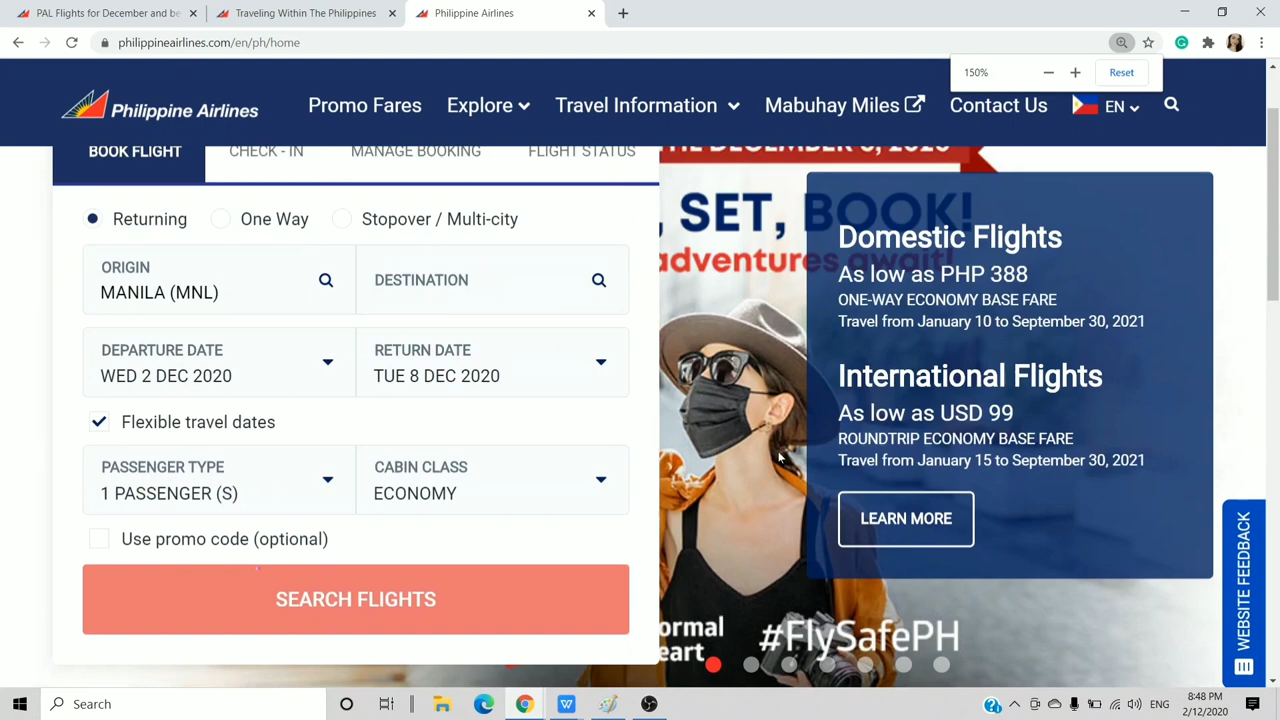 PAL Flights for December and be
Traveling Within The Philippines
Philippine Airlines
philippineairlines.com/en/ph/home
150%
Reset
Philippine Airlines
Promo Fares
Explore
Travel Information
Mabuhay Miles
Contact Us
EN
BOOK FLIGHT
CHECK - IN
MANAGE BOOKING
FLIGHT STATUS
Returning
One Way
Stopover / Multi-city
ORIGIN
MANILA (MNL)
DESTINATION
DEPARTURE DATE
WED 2 DEC 2020
RETURN DATE
TUE 8 DEC 2020
Flexible travel dates
PASSENGER TYPE
1 PASSENGER (S)
CABIN CLASS
ECONOMY
Use promo code (optional)
SEARCH FLIGHTS
DECEMBER 6, 2020
, SET, BOOK!
adventures await!
Domestic Flights
As low as PHP 388
ONE-WAY ECONOMY BASE FARE
Travel from January 10 to September 30, 2021
International Flights
As low as USD 99
ROUNDTRIP ECONOMY BASE FARE
Travel from January 15 to September 30, 2021
LEARN MORE
ormal
eart
#FlySafePH
WEBSITE FEEDBACK
Search
ENG
8:48 PM
2/12/2020